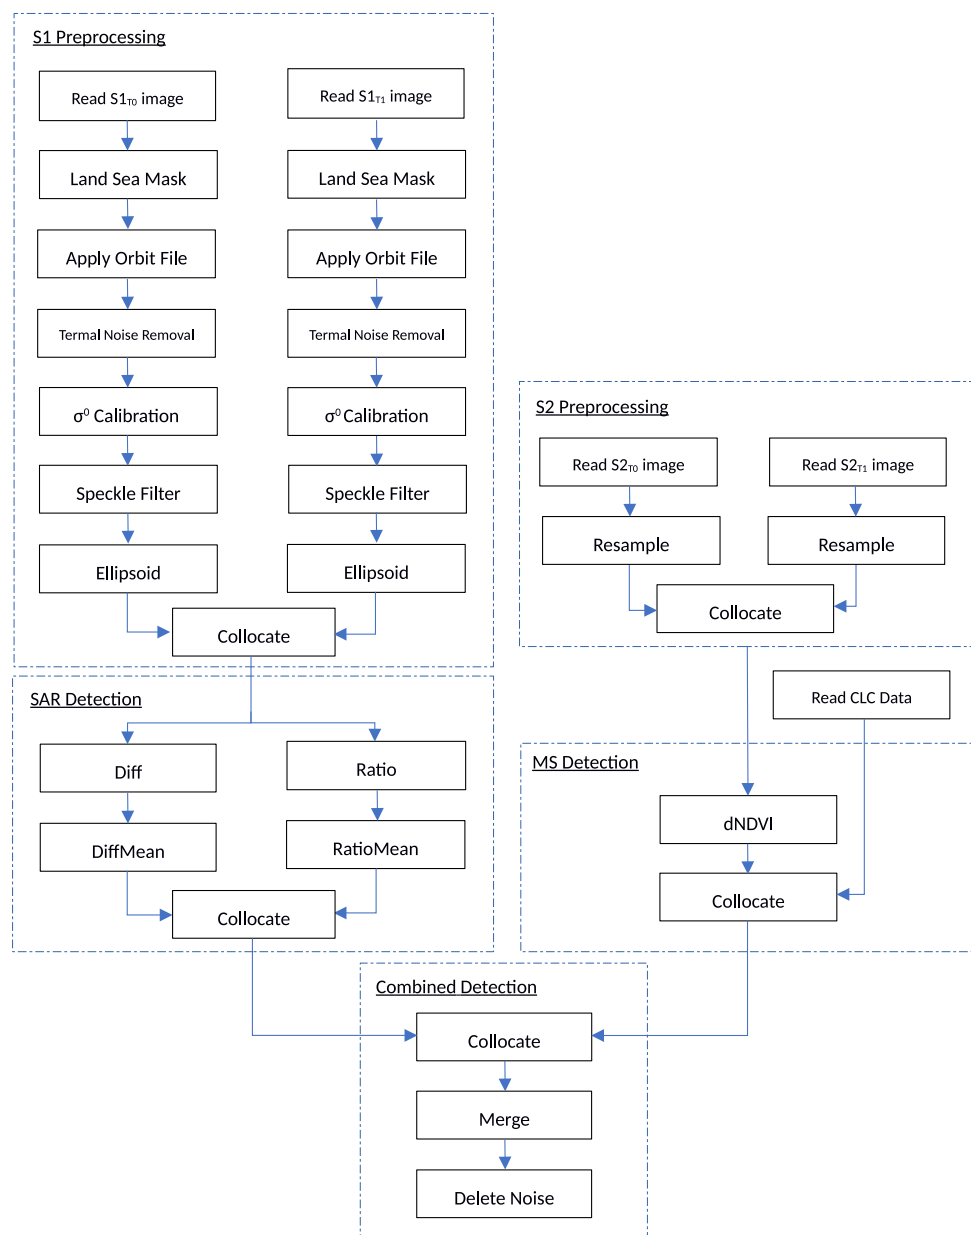 S1 Preprocessing
Read S1T0 image
Read S1T1 image
Land Sea Mask
Land Sea Mask
Apply Orbit File
Apply Orbit File
Termal Noise Removal
Termal Noise Removal
σ⁰ Calibration
σ⁰ Calibration
Speckle Filter
Speckle Filter
Ellipsoid
Ellipsoid
Collocate
S2 Preprocessing
Read S2T0 image
Read S2T1 image
Resample
Resample
Collocate
SAR Detection
Diff
Ratio
DiffMean
RatioMean
Collocate
Read CLC Data
MS Detection
dNDVI
Collocate
Combined Detection
Collocate
Merge
Delete Noise